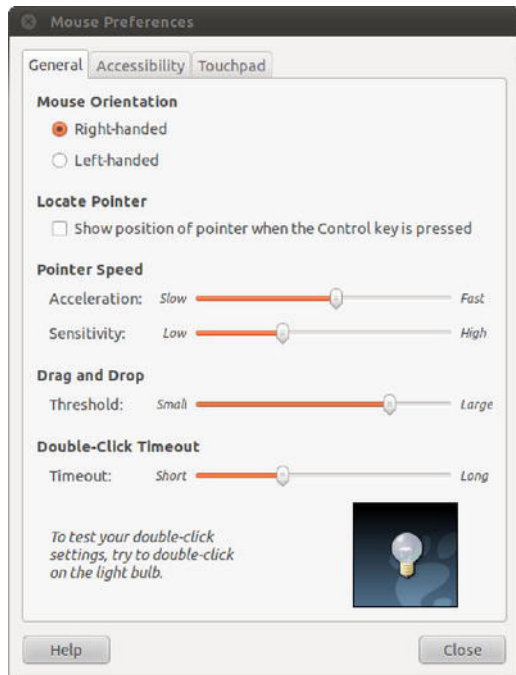 Mouse Preferences
General Accessibility Touchpad
Mouse Orientation
Right-handed
Left-handed
Locate Pointer
Show position of pointer when the Control key is pressed
Pointer Speed
Acceleration: Slow Fast
Sensitivity: Low High
Drag and Drop
Threshold: Small Large
Double-Click Timeout
Timeout: Short Long
To test your double-click
settings, try to double-click
on the light bulb.
Help Close